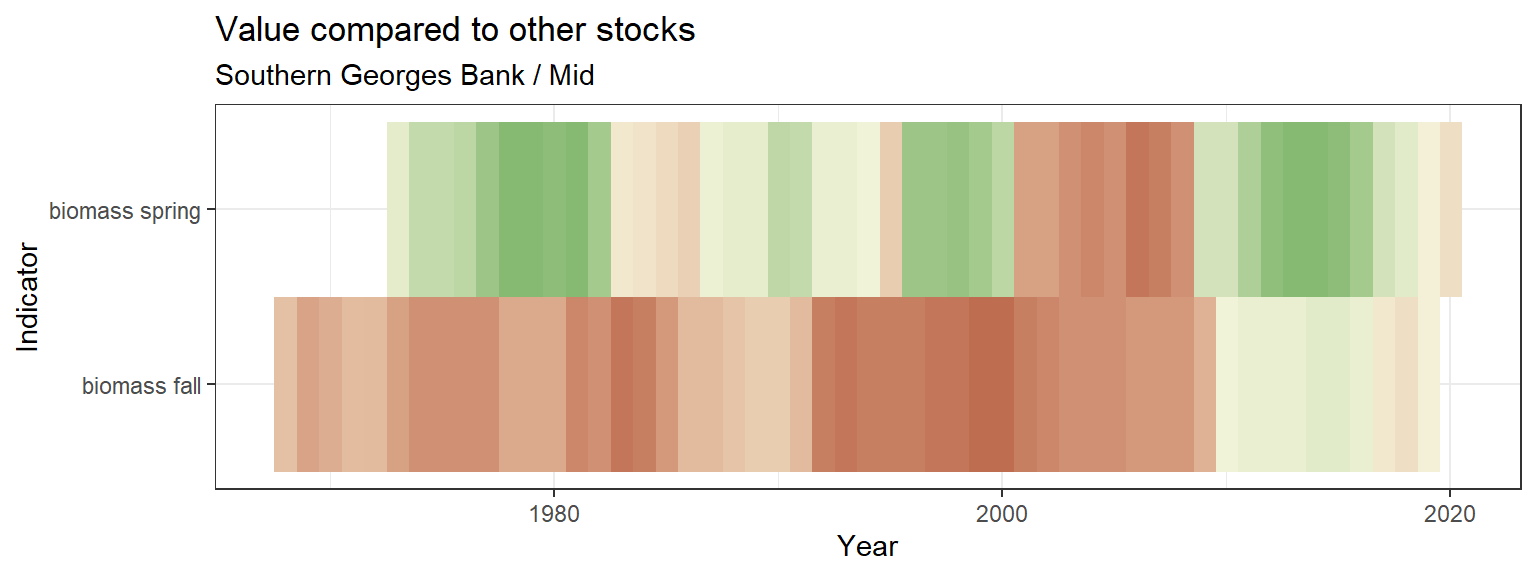 Value compared to other stocks
Southern Georges Bank / Mid
Indicator
biomass spring
biomass fall
1980
2000
2020
Year